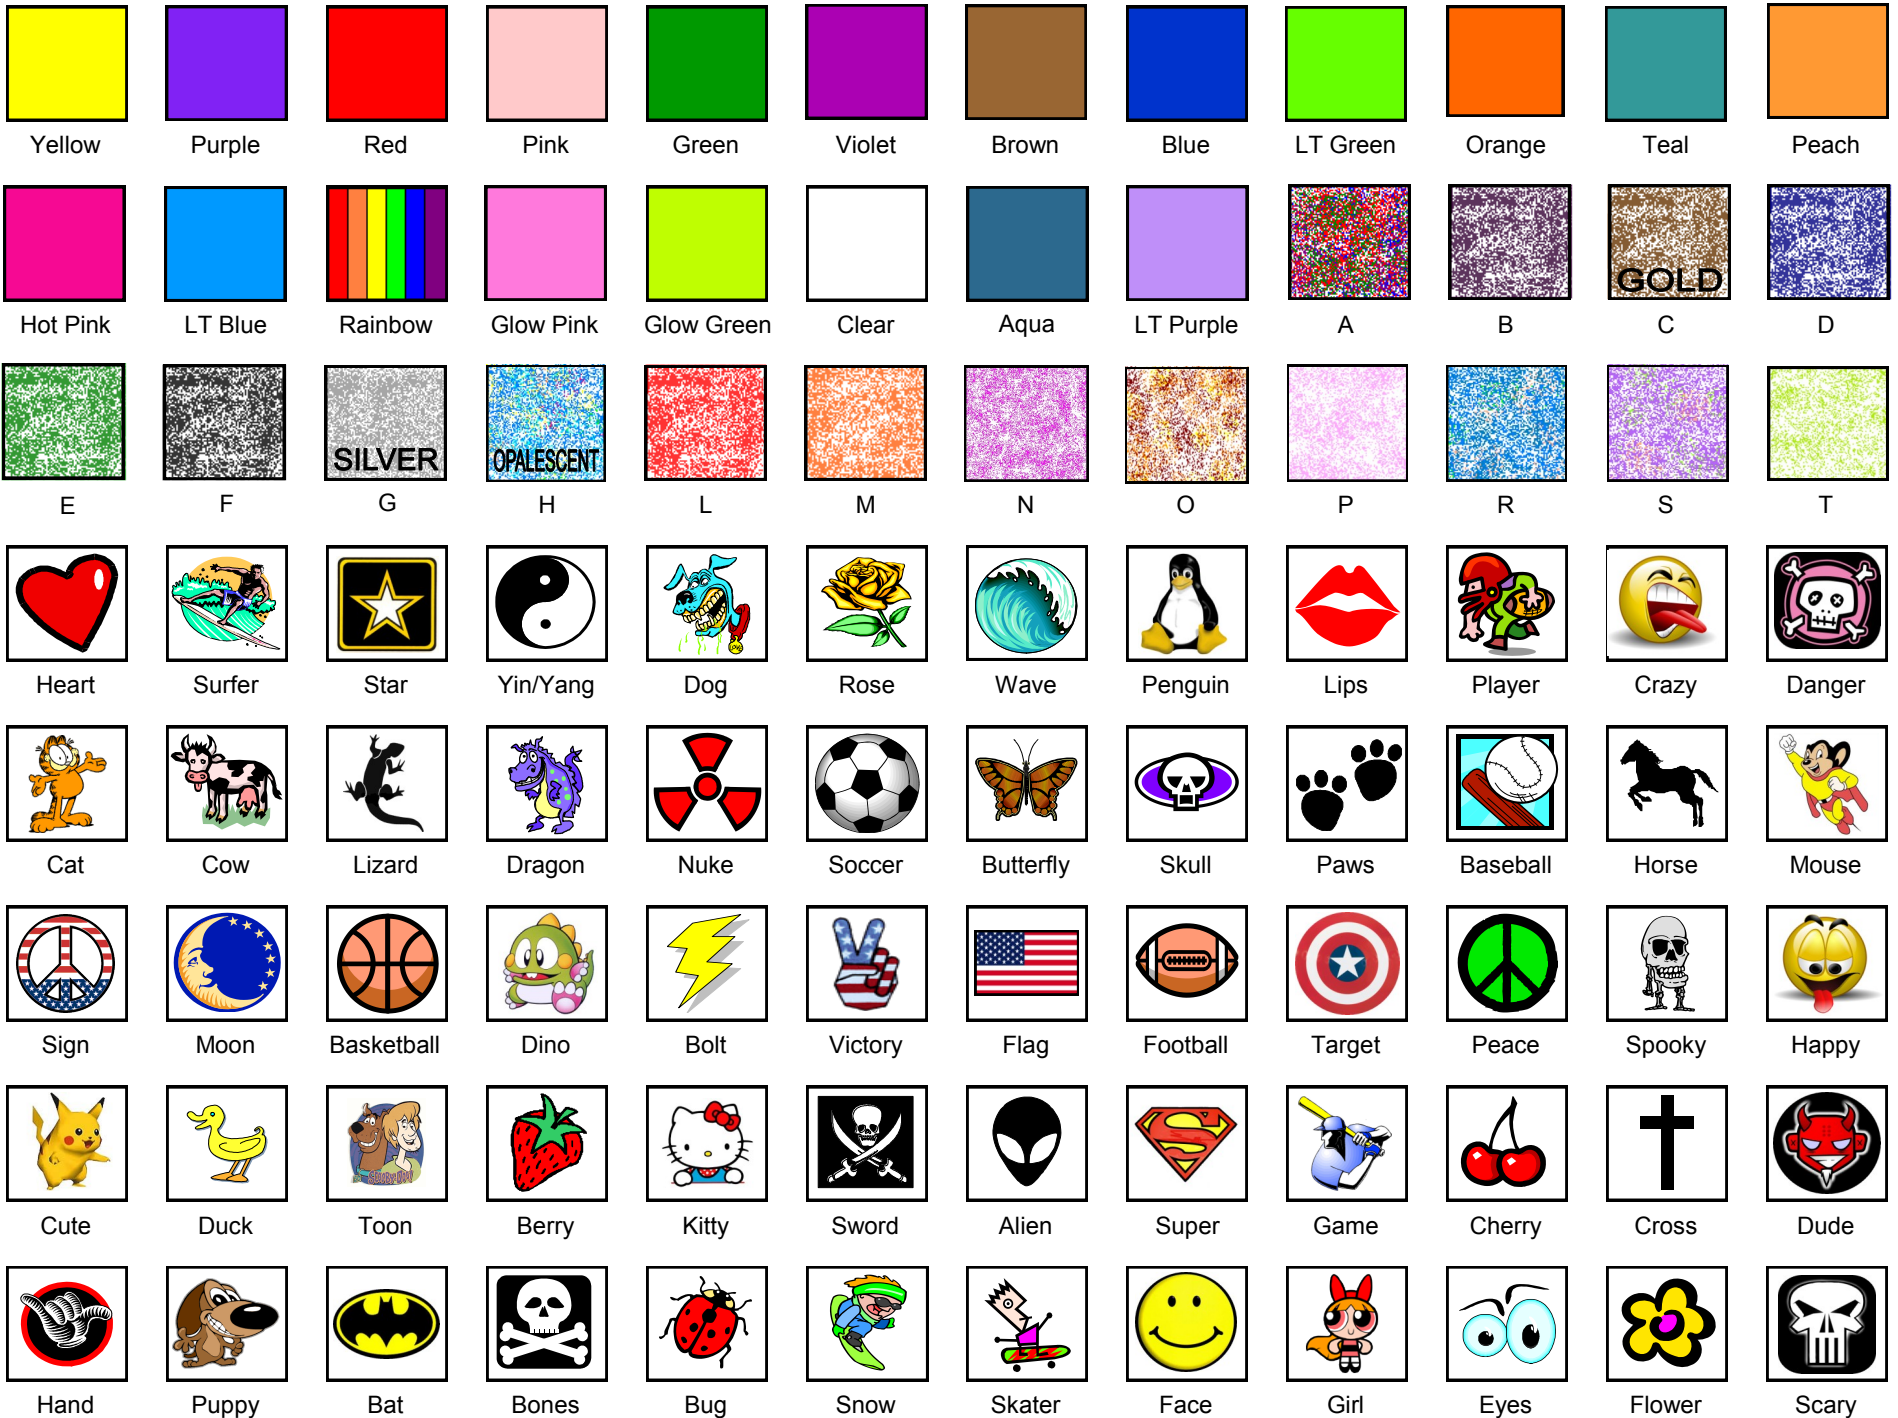 Yellow Purple Red Pink Green Violet Brown Blue LT Green Orange Teal Peach
GOLD
Hot Pink LT Blue Rainbow Glow Pink Glow Green Clear Aqua LT Purple A B C D
SILVER OPALESCENT
E F G H L M N O P R S T
Heart Surfer Star Yin/Yang Dog Rose Wave Penguin Lips Player Crazy Danger
Cat Cow Lizard Dragon Nuke Soccer Butterfly Skull Paws Baseball Horse Mouse
Sign Moon Basketball Dino Bolt Victory Flag Football Target Peace Spooky Happy
S
Cute Duck Toon Berry Kitty Sword Alien Super Game Cherry Cross Dude
Hand Puppy Bat Bones Bug Snow Skater Face Girl Eyes Flower Scary